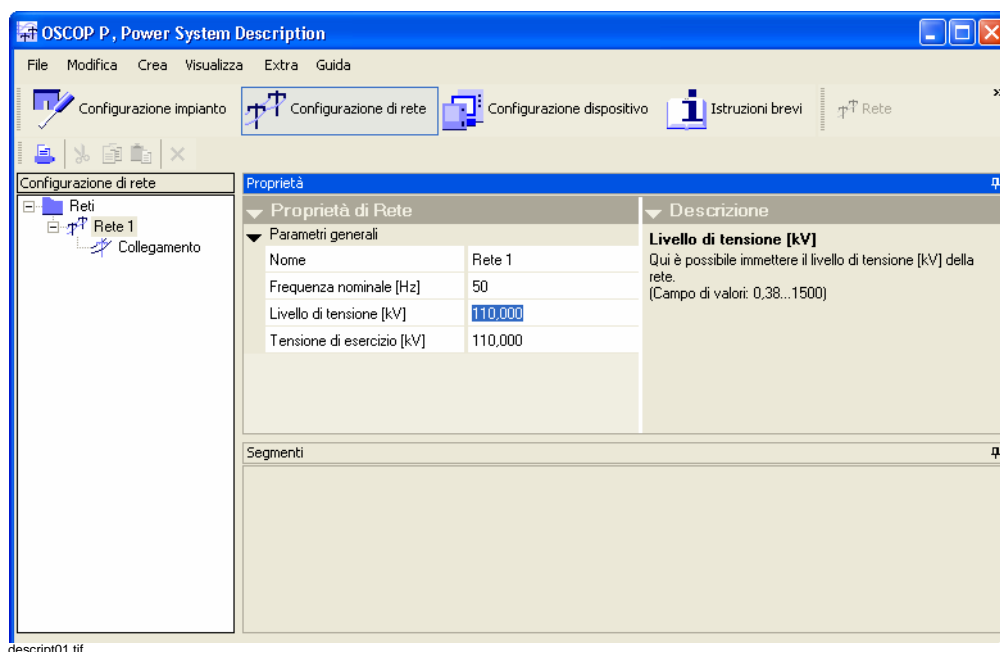 OSCOP P, Power System Description
File Modifica Crea Visualizza Extra Guida
Configurazione impianto Configurazione di rete Configurazione dispositivo Istruzioni brevi Rete
Configurazione di rete
Reti
Rete 1
Collegamento
Proprietà
Proprietà di Rete
Parametri generali
Nome Rete 1
Frequenza nominale [Hz] 50
Livello di tensione [kV] 110,000
Tensione di esercizio [kV] 110,000
Descrizione
Livello di tensione [kV]
Qui è possibile immettere il livello di tensione [kV] della
rete.
(Campo di valori: 0,38...1500)
Segmenti
descript01.tif